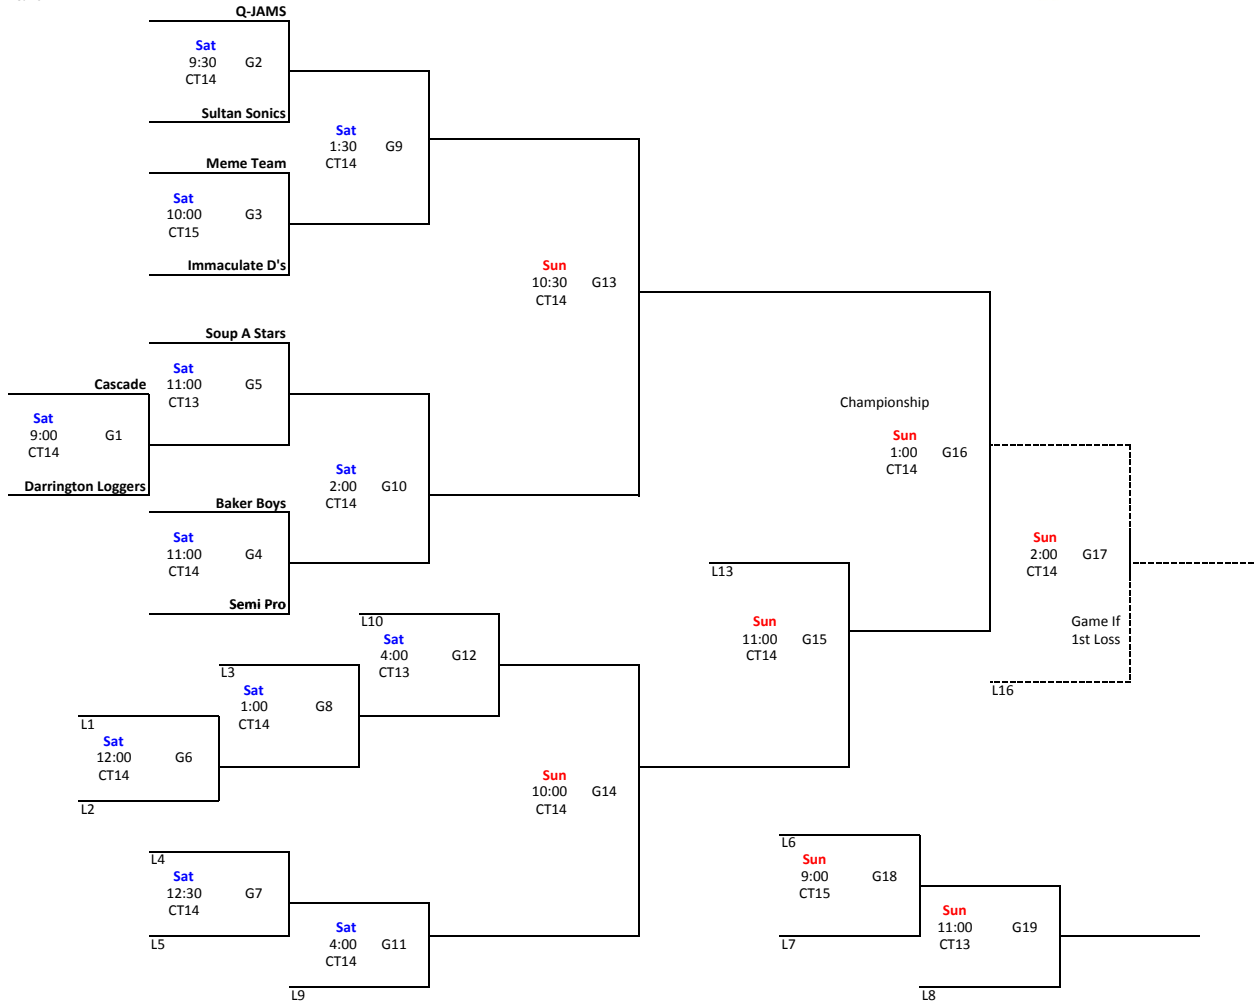 Q-JAMS
Sat
9:30 G2
CT14
Sultan Sonics
Sat
1:30 G9
CT14
Meme Team
Sat
10:00 G3
CT15
Immaculate D's
Sun
10:30 G13
CT14
Soup A Stars
Sat
11:00 G5
CT13
Cascade
Sat
9:00 G1
CT14
Darrington Loggers
Championship
Sun
1:00 G16
CT14
Sat
2:00 G10
CT14
Baker Boys
Sat
11:00 G4
CT14
Semi Pro
Sun
2:00 G17
CT14
Game If
1st Loss
L16
L13
Sun
11:00 G15
CT14
L10
Sat
4:00 G12
CT13
L3
Sat
1:00 G8
CT14
L1
Sat
12:00 G6
CT14
L2
Sun
10:00 G14
CT14
L4
Sat
12:30 G7
CT14
L5
Sat
4:00 G11
CT14
L9
L6
Sun
9:00 G18
CT15
L7
Sun
11:00 G19
CT13
L8